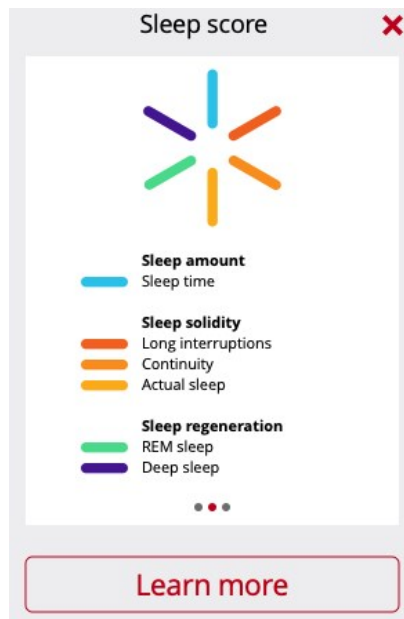 Sleep score
Sleep amount
Sleep time
Sleep solidity
Long interruptions
Continuity
Actual sleep
Sleep regeneration
REM sleep
Deep sleep
Learn more